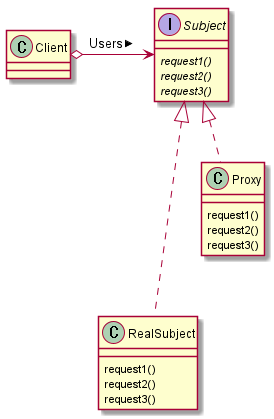 I Subject
C Client
Users▶
request1()
request2()
request3()
C Proxy
request1()
request2()
request3()
C RealSubject
request1()
request2()
request3()